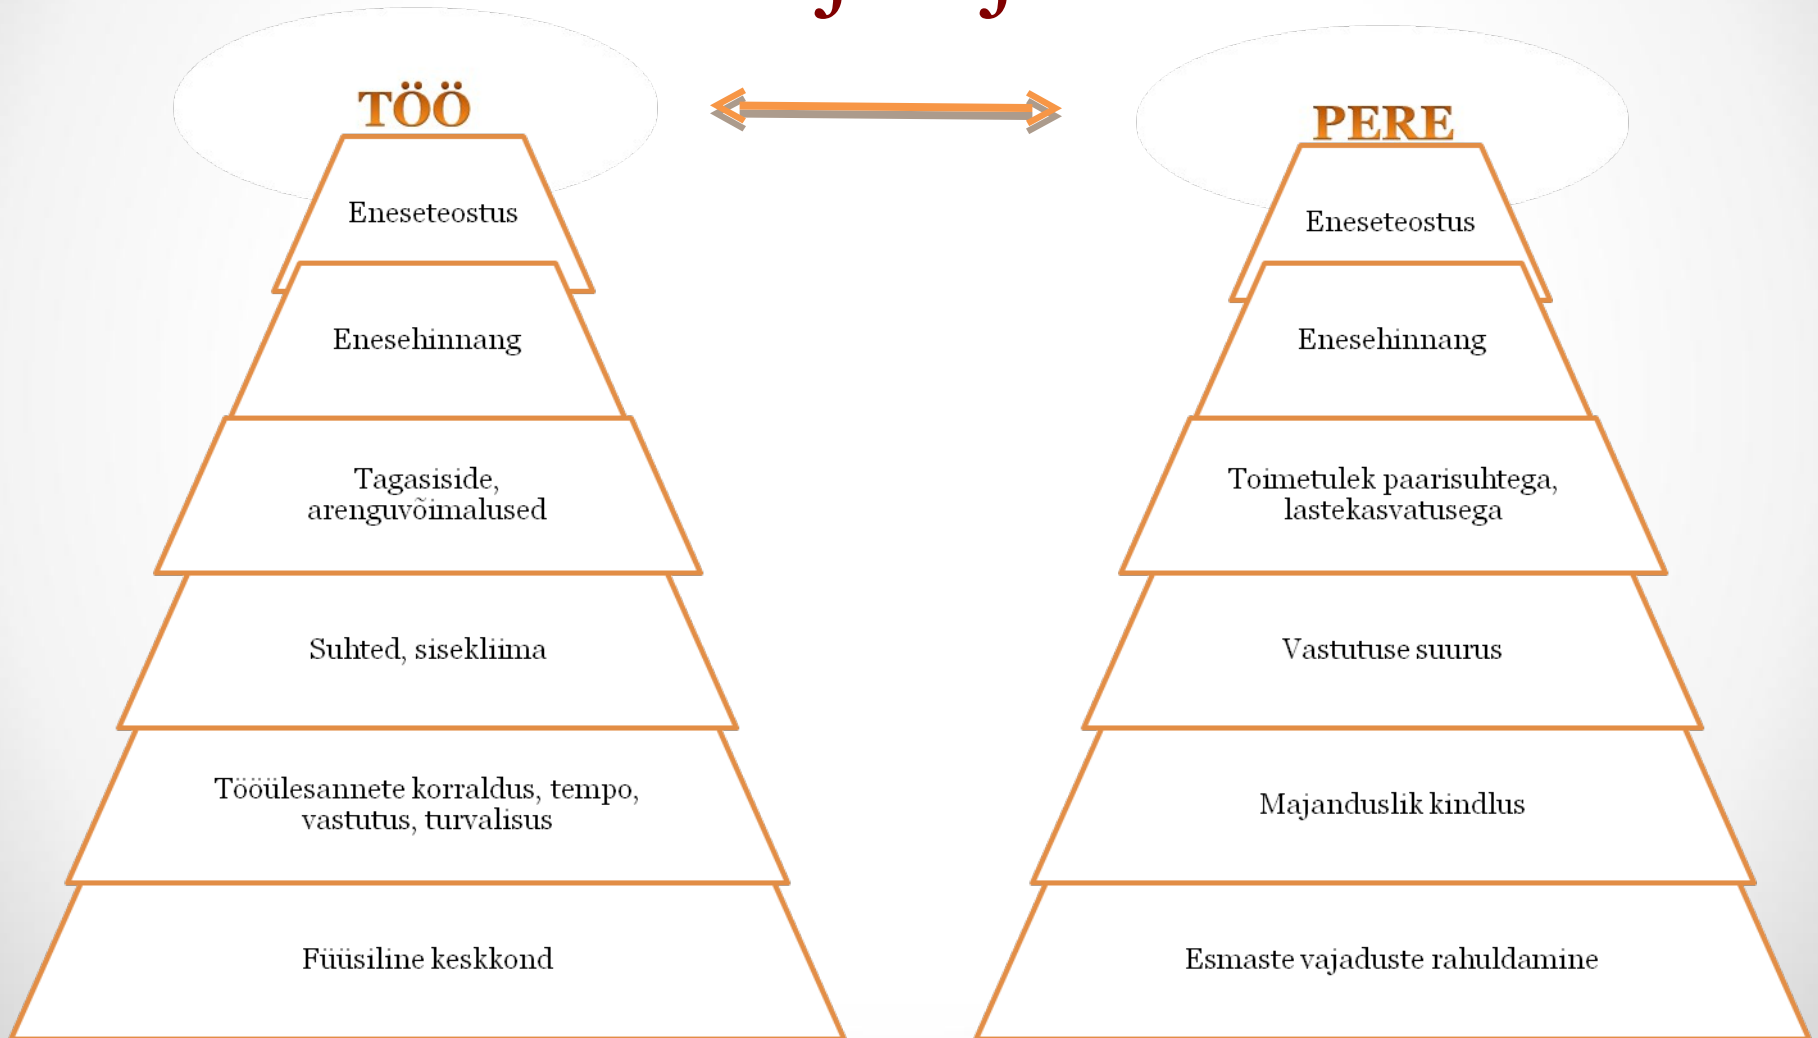 TÖÖ
Eneseteostus
Enesehinnang
Tagasiside,
arenguvõimalused
Suhted, sisekliima
Tööülesannete korraldus, tempo,
vastutus, turvalisus
Füüsiline keskkond
PERE
Eneseteostus
Enesehinnang
Toimetulek paarisuhtega,
lastekasvatusega
Vastutuse suurus
Majanduslik kindlus
Esmaste vajaduste rahuldamine